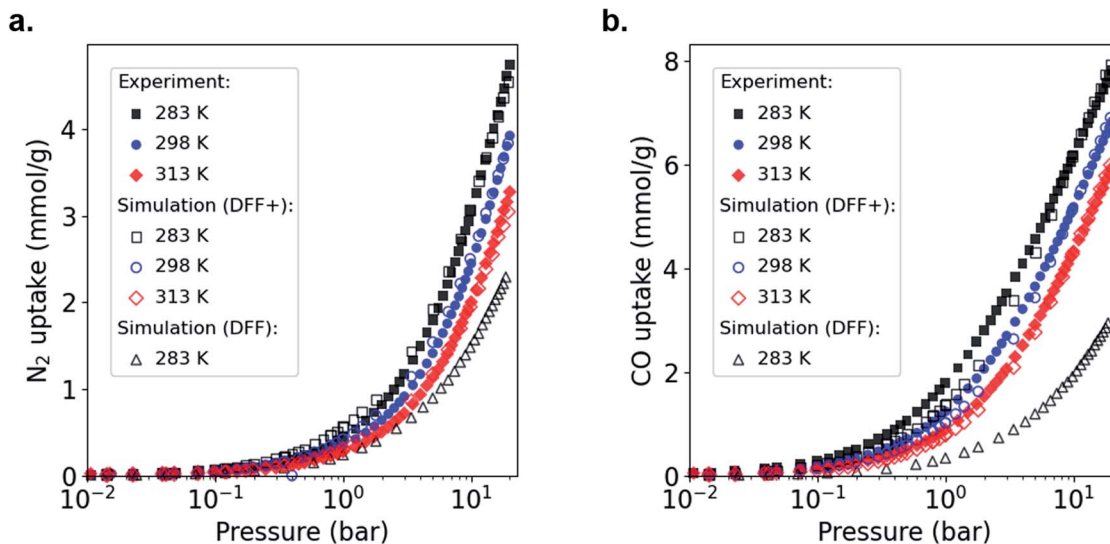 a.
N₂ uptake (mmol/g)
4
3
2
1
0
Experiment:
283 K
298 K
313 K
Simulation (DFF+):
283 K
298 K
313 K
Simulation (DFF):
283 K
10⁻² 10⁻¹ 10⁰ 10¹
Pressure (bar)
b.
CO uptake (mmol/g)
8
6
4
2
0
Experiment:
283 K
298 K
313 K
Simulation (DFF+):
283 K
298 K
313 K
Simulation (DFF):
283 K
10⁻² 10⁻¹ 10⁰ 10¹
Pressure (bar)